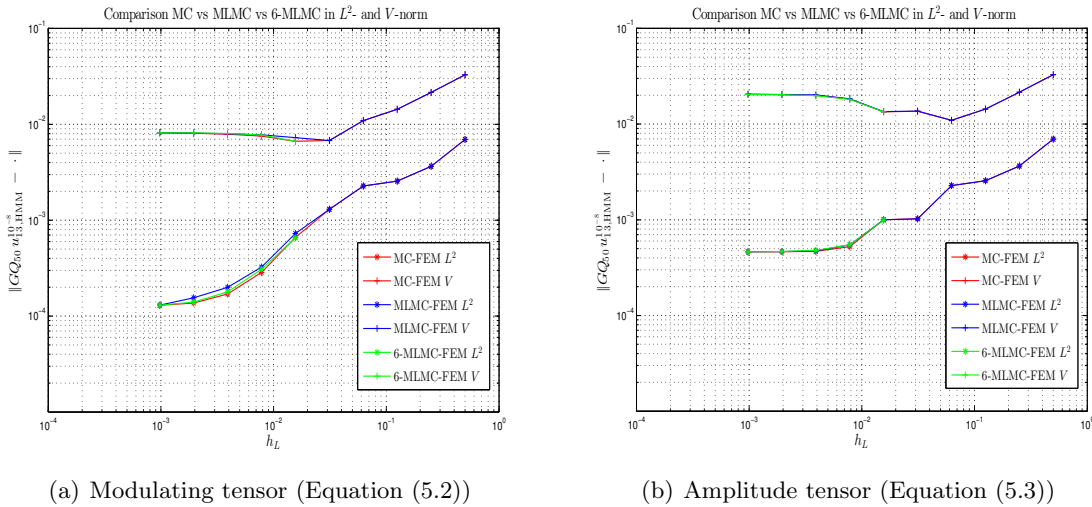 Comparison MC vs MLMC vs 6-MLMC in L²- and V-norm
10⁻¹
10⁻²
10⁻³
10⁻⁴
‖GQ₅₀ u₁₃,HMM^10⁻⁸ − ·‖
MC-FEM L²
MC-FEM V
MLMC-FEM L²
MLMC-FEM V
6-MLMC-FEM L²
6-MLMC-FEM V
10⁻⁴ 10⁻³ 10⁻² 10⁻¹ 10⁰
h_L
(a) Modulating tensor (Equation (5.2))
Comparison MC vs MLMC vs 6-MLMC in L²- and V-norm
10⁻¹
10⁻²
10⁻³
10⁻⁴
‖GQ₅₀ u₁₃,HMM^10⁻⁸ − ·‖
MC-FEM L²
MC-FEM V
MLMC-FEM L²
MLMC-FEM V
6-MLMC-FEM L²
6-MLMC-FEM V
10⁻⁴ 10⁻³ 10⁻² 10⁻¹ 10⁰
h_L
(b) Amplitude tensor (Equation (5.3))